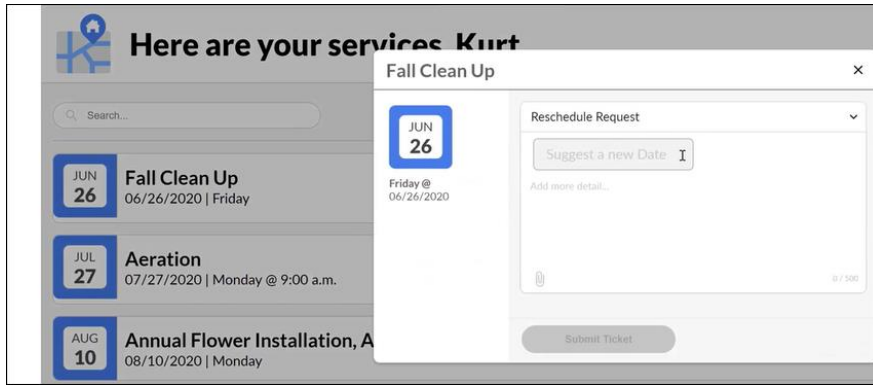 Here are your services, Kurt
Search...
JUN
26
Fall Clean Up
06/26/2020 | Friday
JUL
27
Aeration
07/27/2020 | Monday @ 9:00 a.m.
AUG
10
Annual Flower Installation, A
08/10/2020 | Monday
Fall Clean Up
×
JUN
26
Friday @
06/26/2020
Reschedule Request
Suggest a new Date
Add more detail...
0 / 500
Submit Ticket